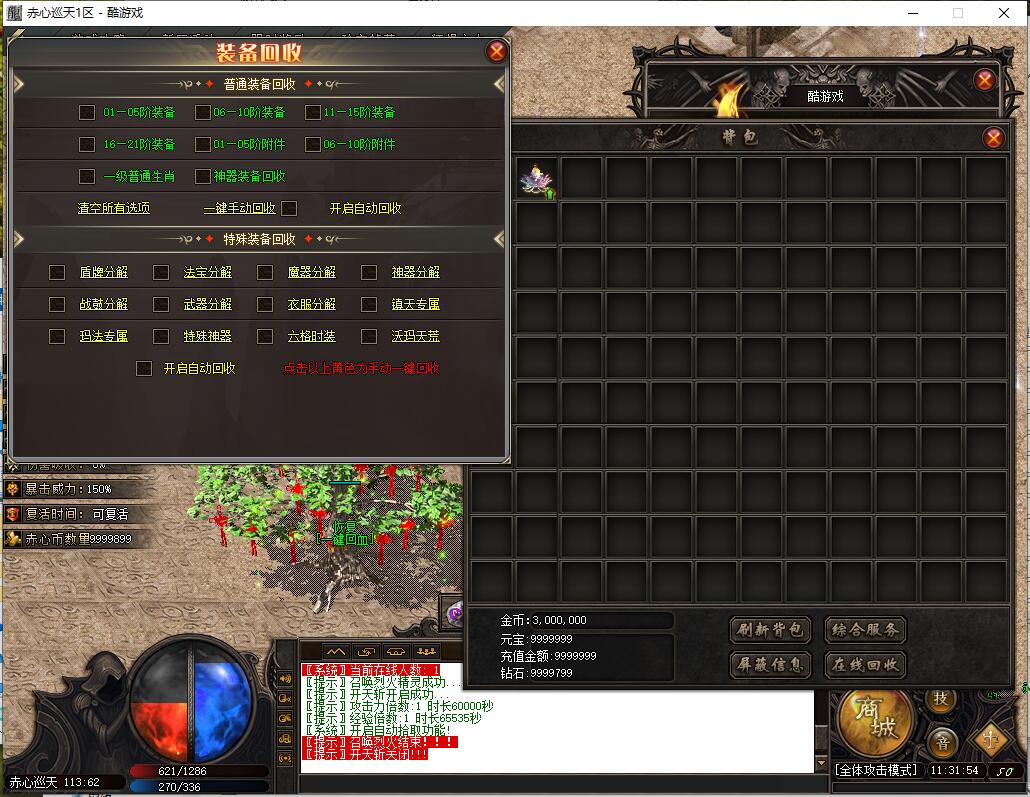 赤心巡天1区 - 酷游戏
装备回收
普通装备回收
01－05阶装备 06－10阶装备 11－15阶装备
16－21阶装备 01－05阶附件 06－10阶附件
一级普通生肖 神器装备回收
清空所有选项 一键手动回收 开启自动回收
特殊装备回收
盾牌分解 法宝分解 魔器分解 神器分解
战鼓分解 武器分解 衣服分解 镇天专属
玛法专属 特殊神器 六格时装 沃玛天荒
开启自动回收 点击以上黄色为手动一键回收
酷游戏
背包
暴击威力：150%
复活时间：可复活
赤心币数量9999899
恢复
[一键回血]
金币:3,000,000
元宝:9999999
充值金额:9999999
钻石:9999799
刷新背包 综合服务
屏蔽信息 在线回收
〖系统〗当前在线人数：1
〖提示〗召唤烈火精灵成功...
〖提示〗开天斩开启成功...
〖提示〗攻击力倍数:1 时长60000秒
〖提示〗经验倍数:1 时长65535秒
〖系统〗开启自动拾取功能!
〖提示〗召唤烈火结束!!!!
〖提示〗开天斩关闭!!!
商城
技
音
621/1286
270/336
赤心巡天 113:62
[全体攻击模式] 11:31:54 50